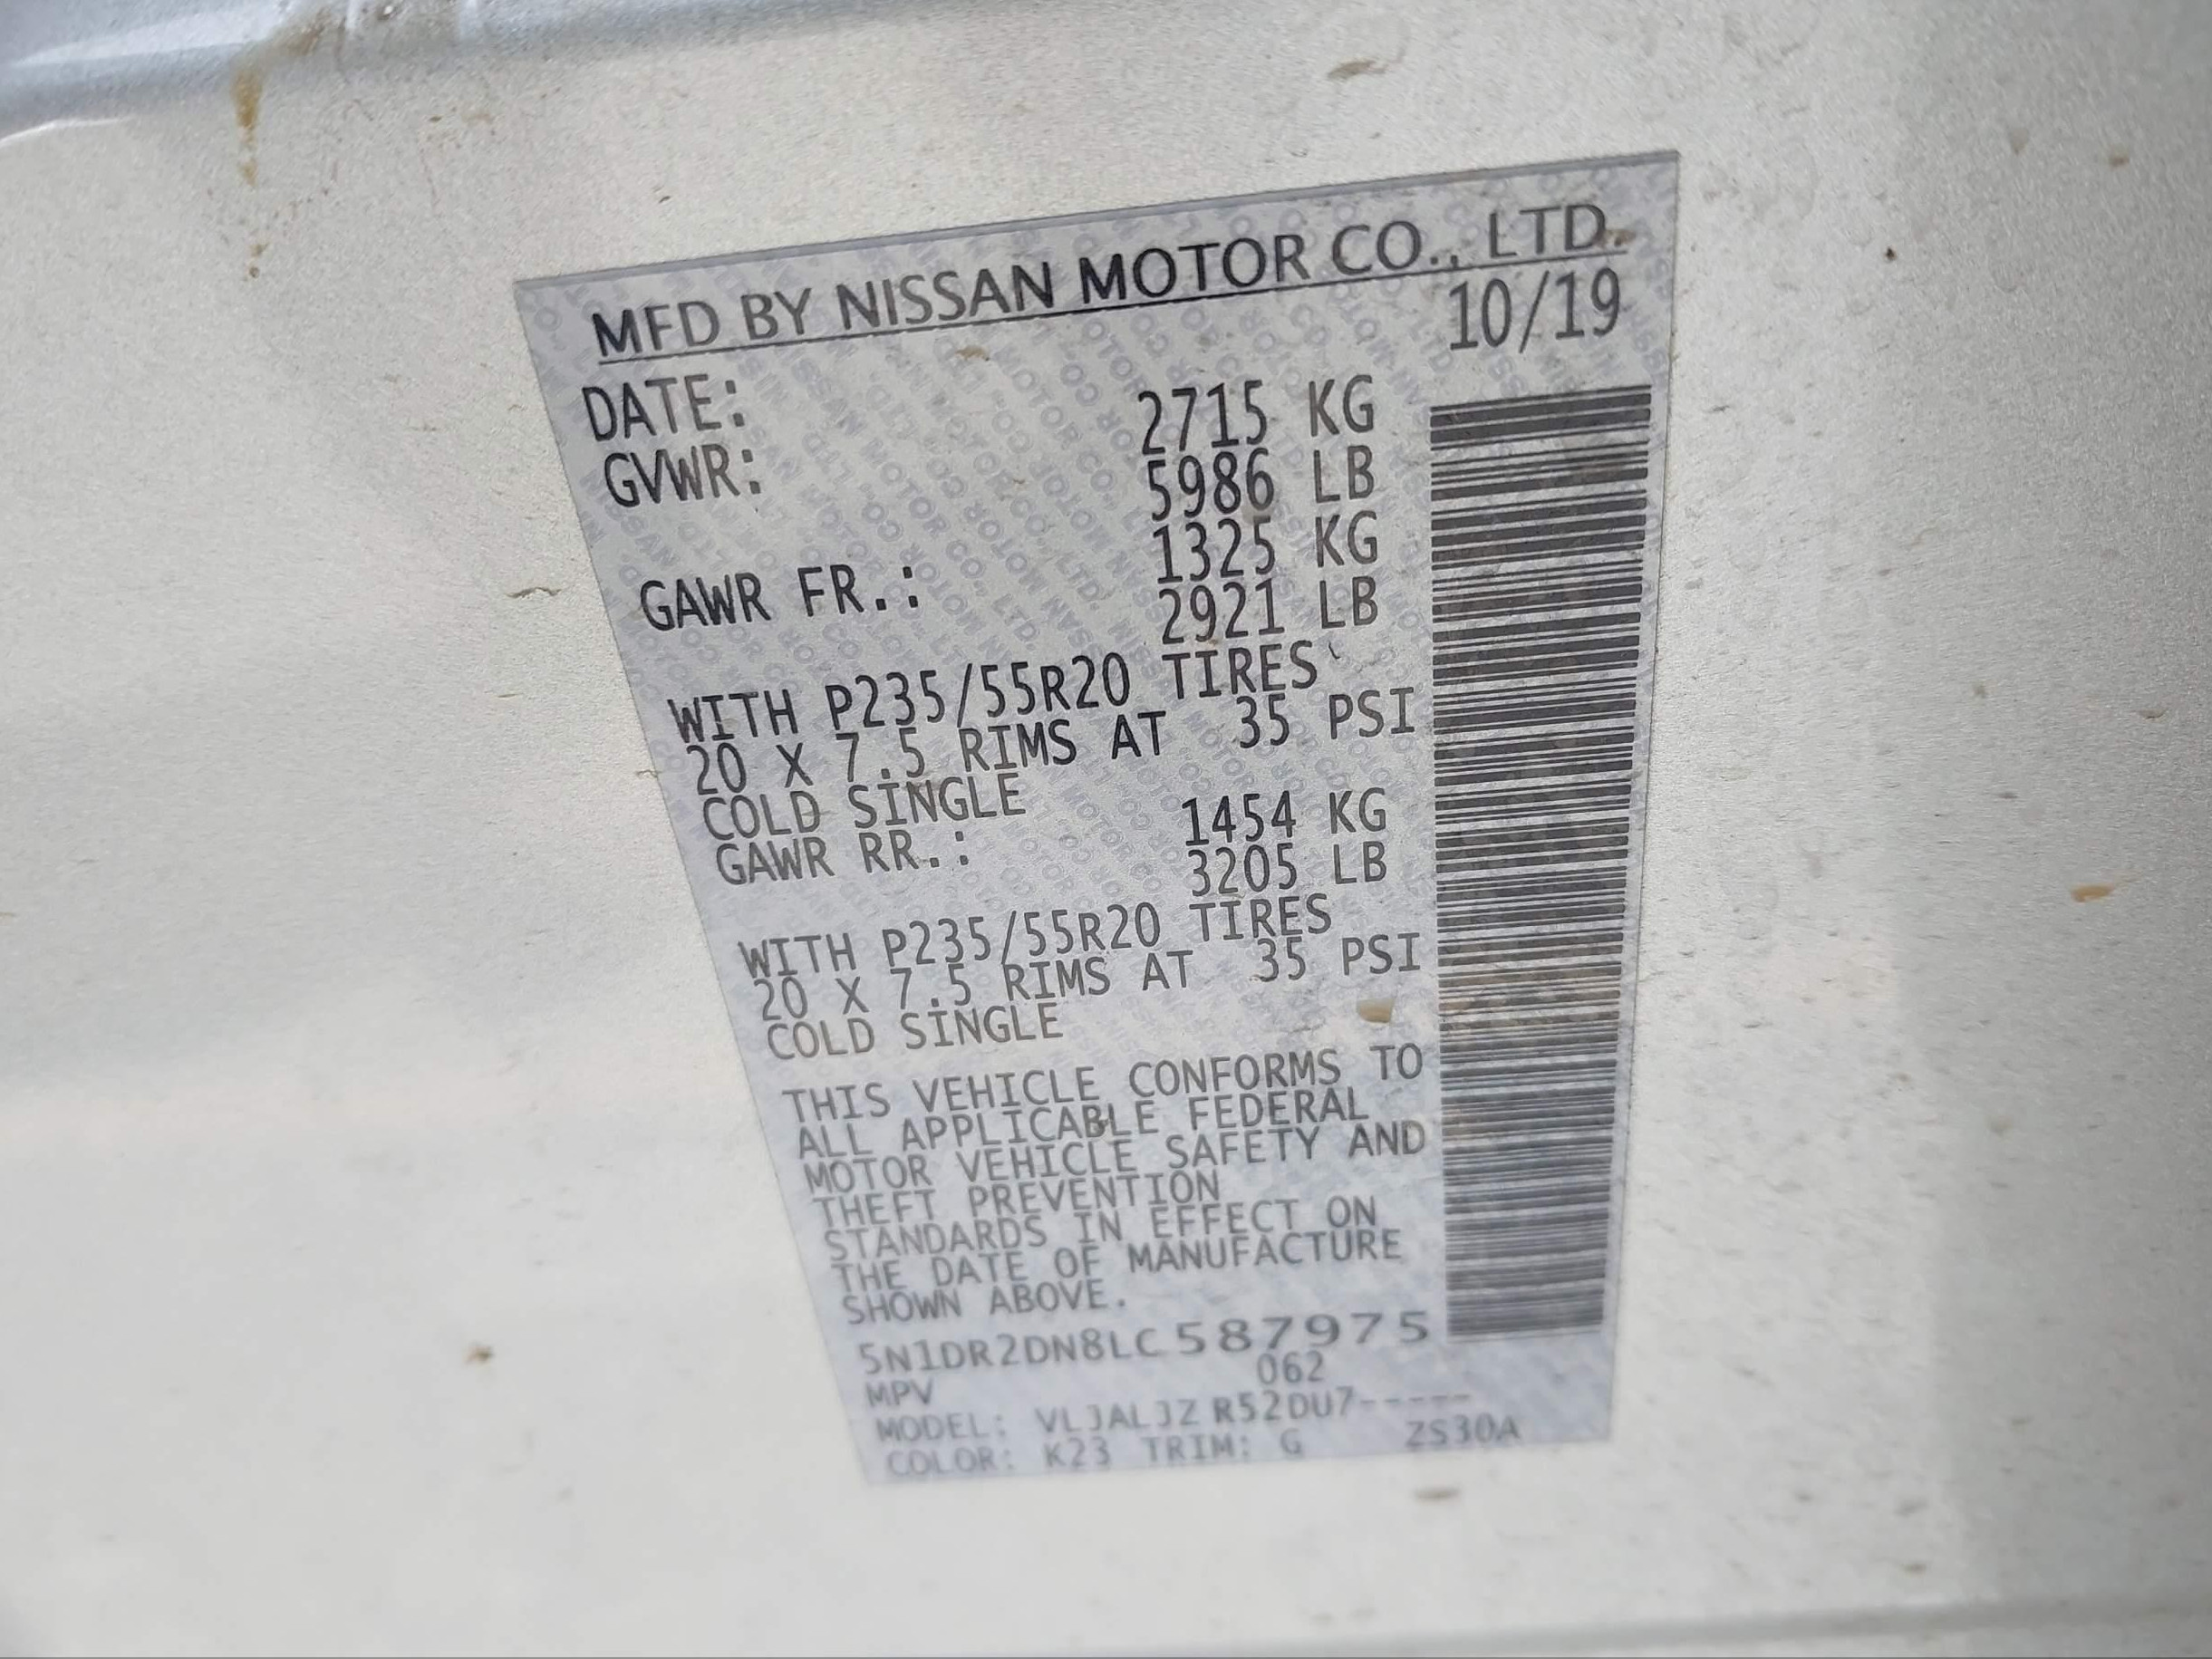 MFD BY NISSAN MOTOR CO., LTD.
DATE: 10/19
GVWR: 2715 KG
5986 LB
GAWR FR.: 1325 KG
2921 LB
WITH P235/55R20 TIRES
20 X 7.5 RIMS AT 35 PSI
COLD SINGLE
GAWR RR.: 1454 KG
3205 LB
WITH P235/55R20 TIRES
20 X 7.5 RIMS AT 35 PSI
COLD SINGLE
THIS VEHICLE CONFORMS TO
ALL APPLICABLE FEDERAL
MOTOR VEHICLE SAFETY AND
THEFT PREVENTION
STANDARDS IN EFFECT ON
THE DATE OF MANUFACTURE
SHOWN ABOVE.
5N1DR2DN8LC587975
MPV 062
MODEL: VLJALJZ R52DU7-----
COLOR: K23 TRIM: G ZS30A